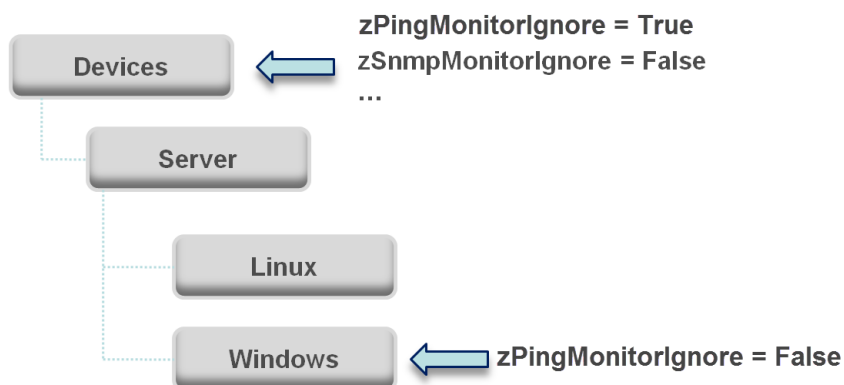 zPingMonitorIgnore = True
Devices
zSnmpMonitorIgnore = False
...
Server
Linux
Windows
zPingMonitorIgnore = False